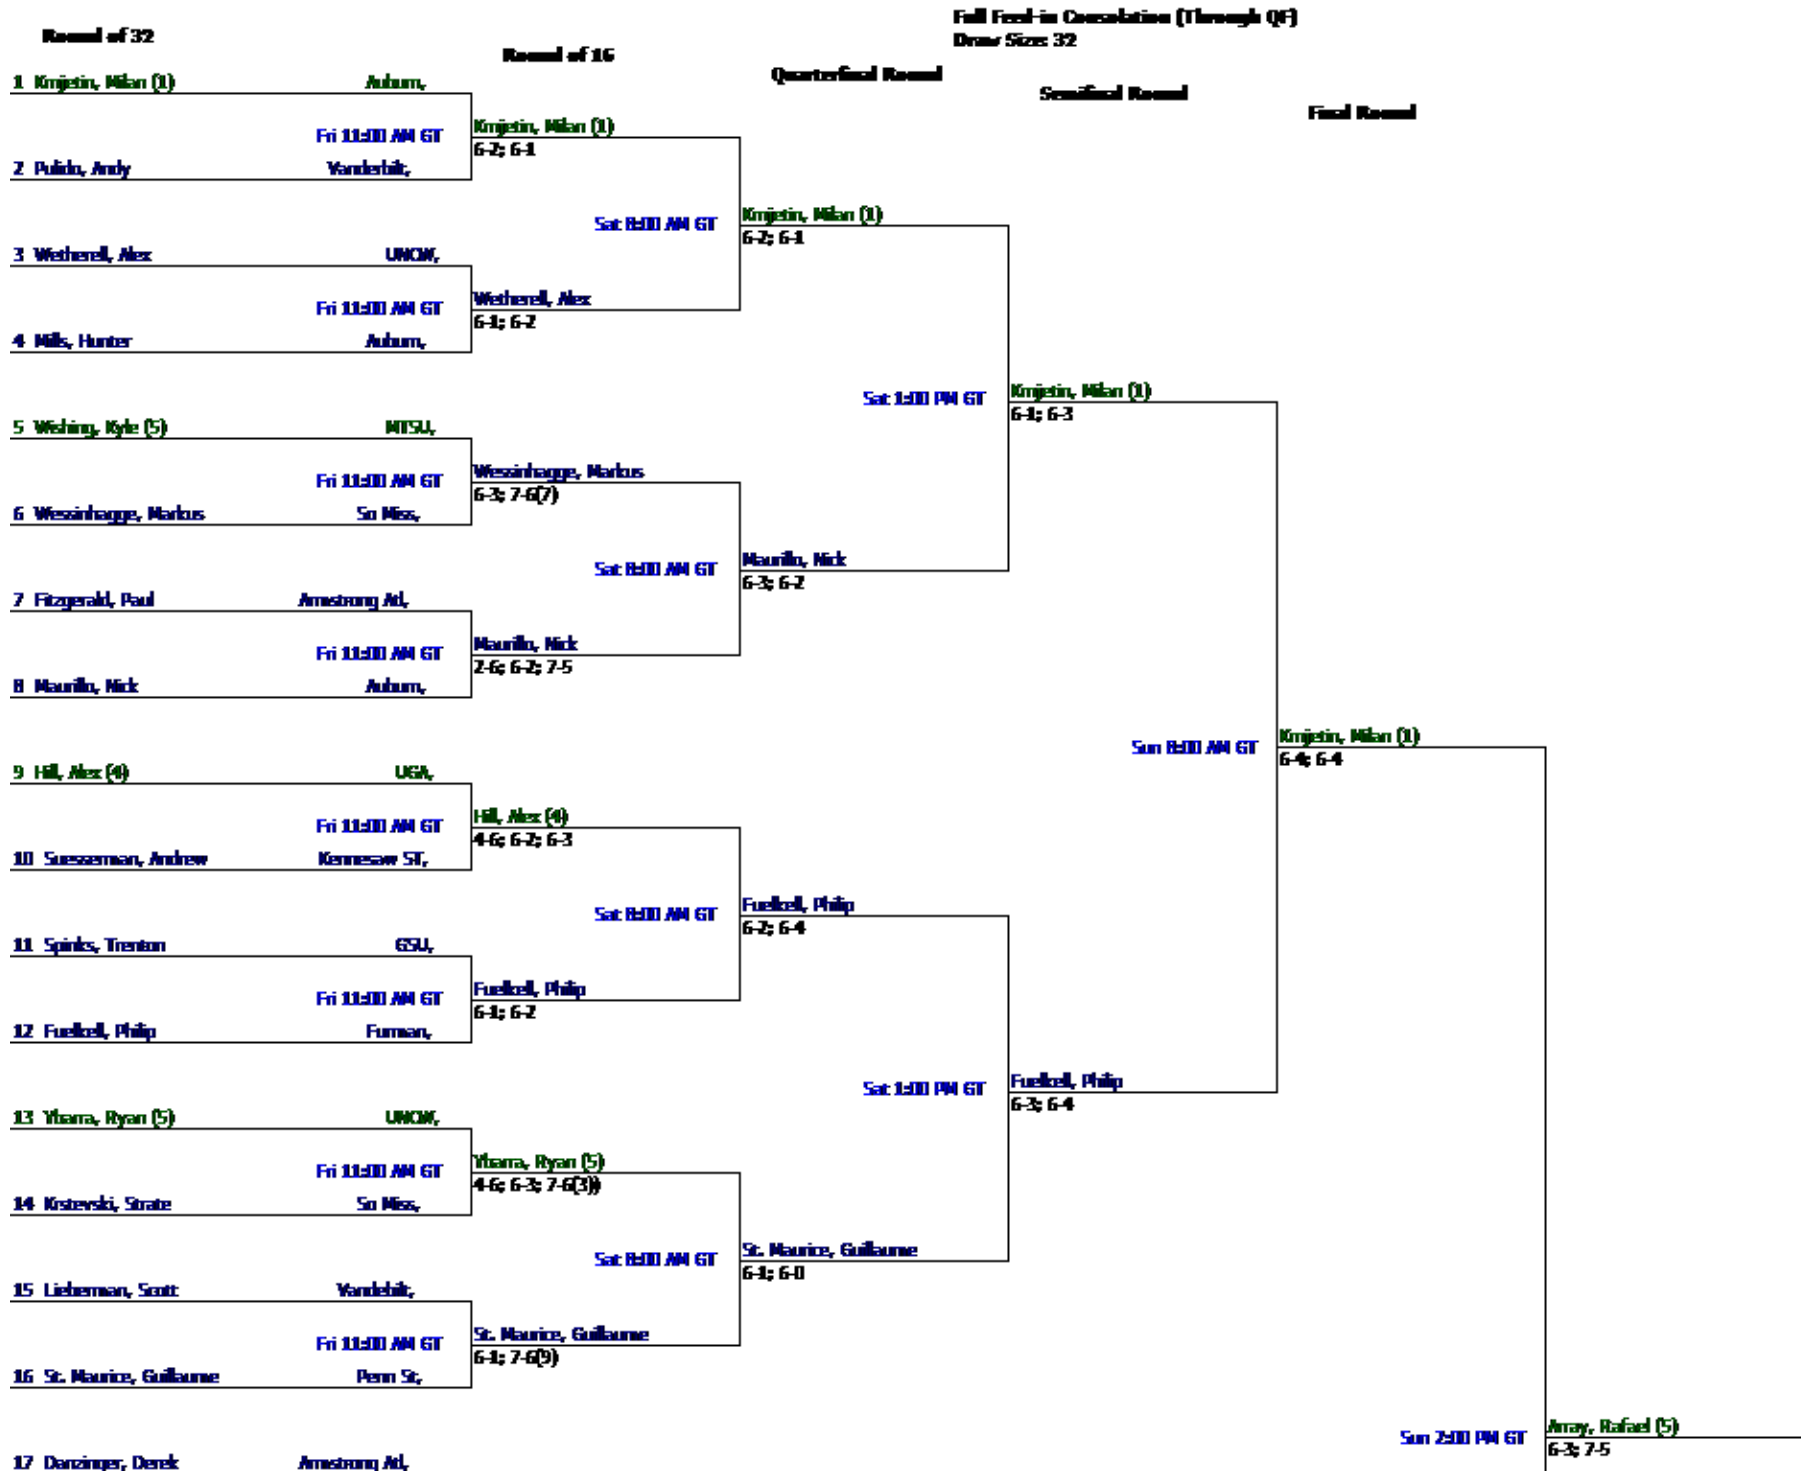 Full Feed-in Consolation (Through QF)
Draw Size: 32
Round of 32
Round of 16
Quarterfinal Round
Semifinal Round
Final Round
1 Krnjetin, Milan (1) Auburn,
Fri 11:00 AM GT
Krnjetin, Milan (1)
6-2; 6-1
2 Pulido, Andy Vanderbilt,
Sat 8:00 AM GT
Krnjetin, Milan (1)
6-2; 6-1
3 Wetherell, Alex UNCW,
Fri 11:00 AM GT
Wetherell, Alex
6-1; 6-2
4 Mills, Hunter Auburn,
Sat 1:00 PM GT
Krnjetin, Milan (1)
6-1; 6-3
5 Wishing, Kyle (5) MTSU,
Fri 11:00 AM GT
Wessinhagge, Markus
6-3; 7-6(7)
6 Wessinhagge, Markus So Miss,
Sat 8:00 AM GT
Maurillo, Nick
6-3; 6-2
7 Fitzgerald, Paul Armstrong Atl,
Fri 11:00 AM GT
Maurillo, Nick
2-6; 6-2; 7-5
8 Maurillo, Nick Auburn,
Sun 8:00 AM GT
Krnjetin, Milan (1)
6-4; 6-4
9 Hill, Alex (4) UGA,
Fri 11:00 AM GT
Hill, Alex (4)
4-6; 6-2; 6-3
10 Suesserman, Andrew Kennesaw ST,
Sat 8:00 AM GT
Fuelkell, Philip
6-2; 6-4
11 Spinks, Trenton GSU,
Fri 11:00 AM GT
Fuelkell, Philip
6-1; 6-2
12 Fuelkell, Philip Furman,
Sat 1:00 PM GT
Fuelkell, Philip
6-3; 6-4
13 Ybarra, Ryan (5) UNCW,
Fri 11:00 AM GT
Ybarra, Ryan (5)
4-6; 6-3; 7-6(3))
14 Krstevski, Strate So Miss,
Sat 8:00 AM GT
St. Maurice, Guillaume
6-1; 6-0
15 Lieberman, Scott Vandebilt,
Fri 11:00 AM GT
St. Maurice, Guillaume
6-1; 7-6(9)
16 St. Maurice, Guillaume Penn St,
Sun 2:00 PM GT
Array, Rafael (5)
6-3; 7-5
17 Danzinger, Derek Armstrong Atl,